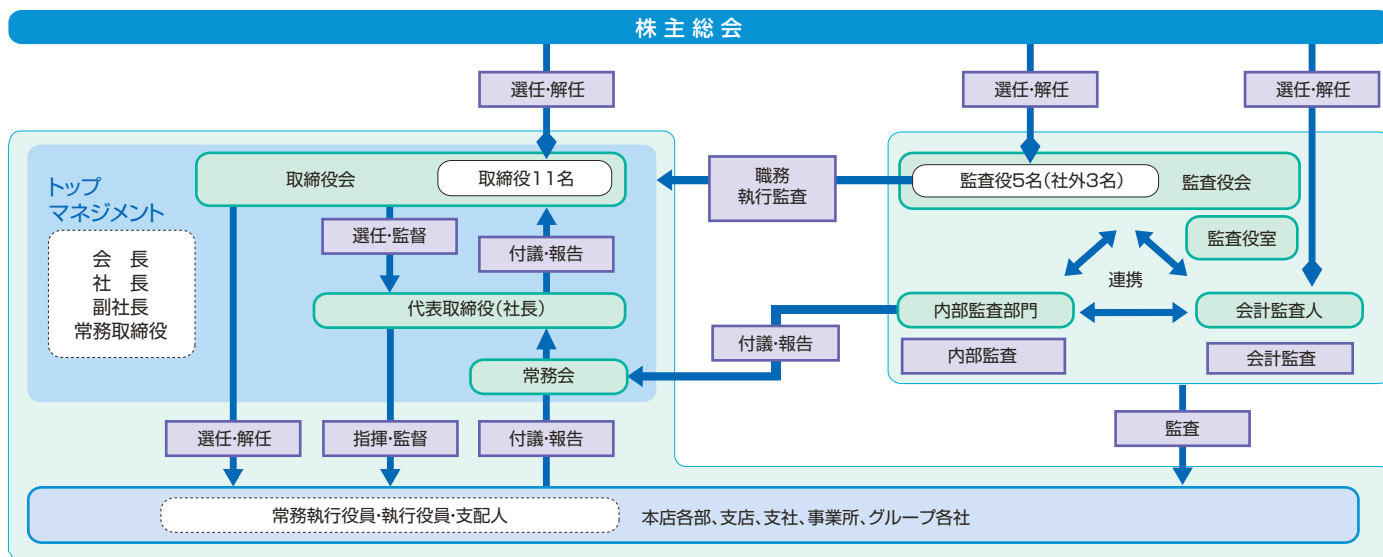 株主総会
選任・解任
選任・解任
選任・解任
トップ
マネジメント
会　長
社　長
副社長
常務取締役
取締役会
取締役11名
選任・監督
付議・報告
代表取締役(社長)
常務会
職務
執行監査
付議・報告
監査役5名(社外3名)
監査役会
監査役室
連携
内部監査部門
会計監査人
内部監査
会計監査
選任・解任
指揮・監督
付議・報告
監査
常務執行役員・執行役員・支配人
本店各部、支店、支社、事業所、グループ各社